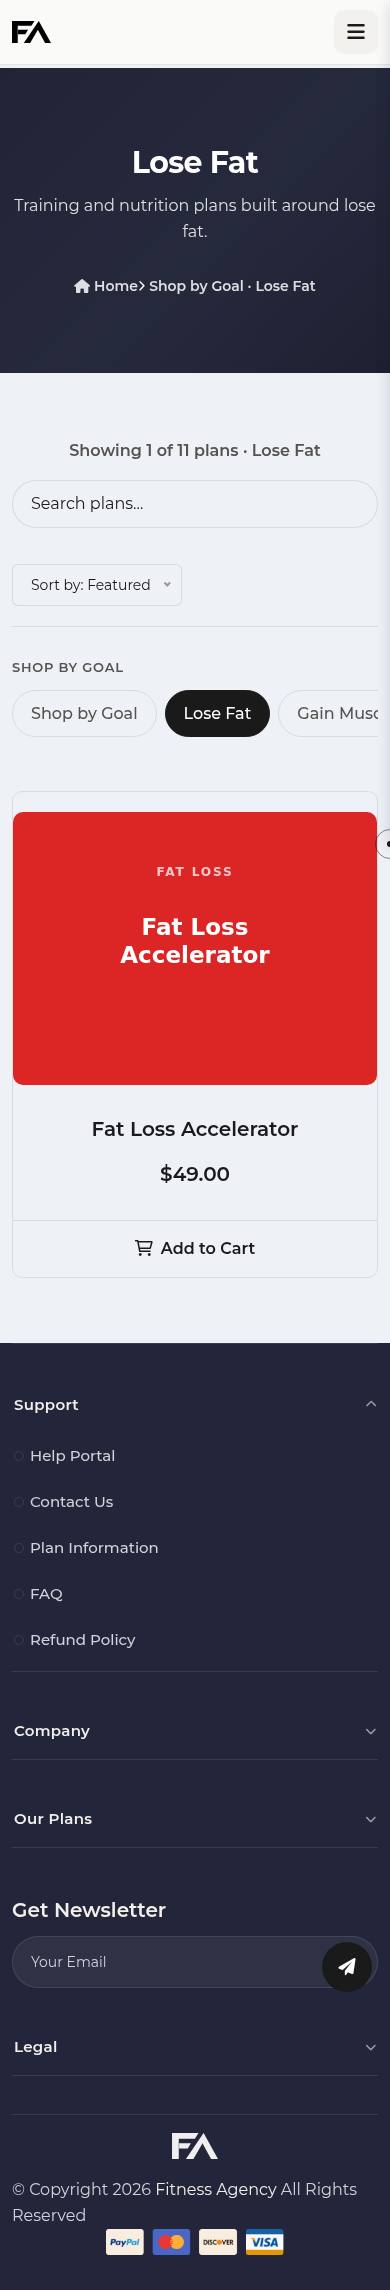 FA
Lose Fat
Training and nutrition plans built around lose
fat.
Home Shop by Goal · Lose Fat
Showing 1 of 11 plans · Lose Fat
Search plans...
Sort by: Featured
SHOP BY GOAL
Shop by Goal Lose Fat Gain Musc
FAT LOSS
Fat Loss
Accelerator
Fat Loss Accelerator
$49.00
Add to Cart
Support
Help Portal
Contact Us
Plan Information
FAQ
Refund Policy
Company
Our Plans
Get Newsletter
Your Email
Legal
FA
© Copyright 2026 Fitness Agency All Rights
Reserved
PayPal DISCOVER VISA